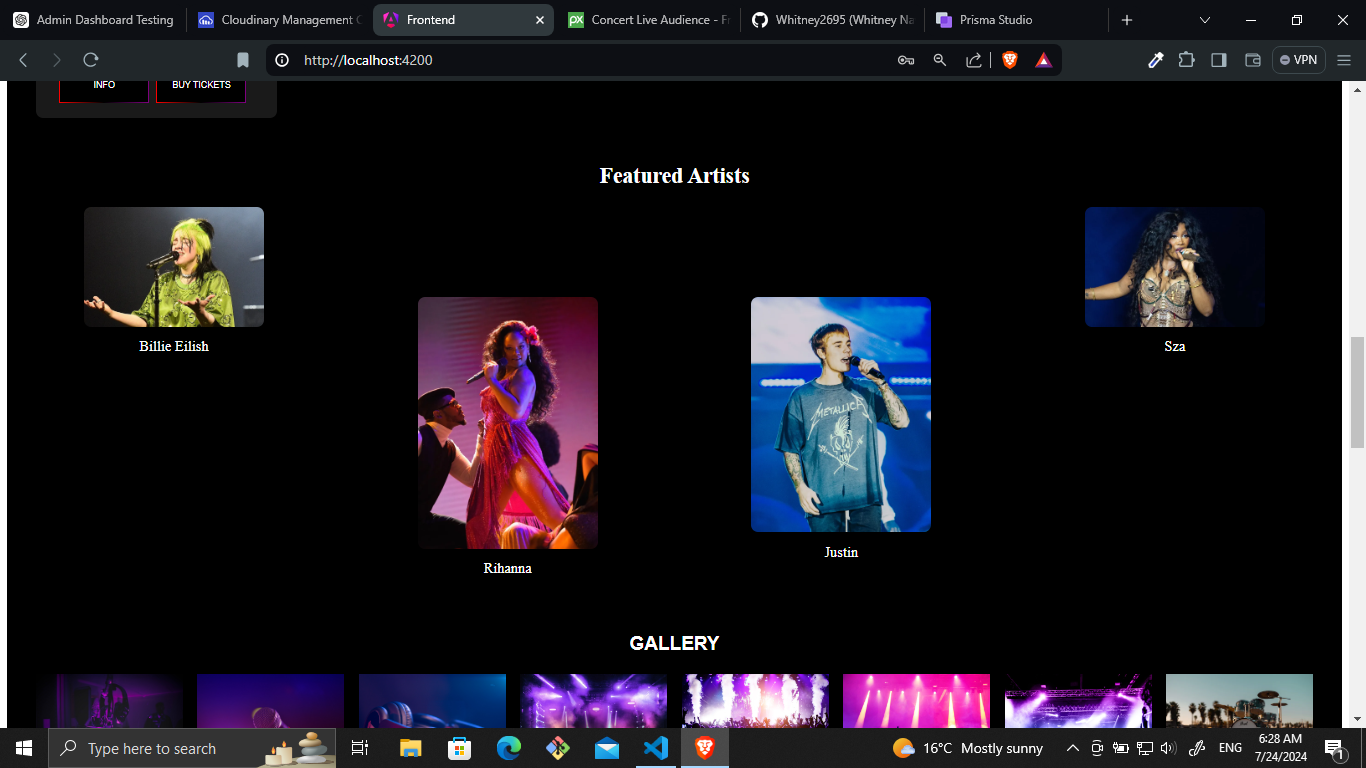 Admin Dashboard Testing
Cloudinary Management C
Frontend
Concert Live Audience - Fr
Whitney2695 (Whitney Na
Prisma Studio
http://localhost:4200
VPN
INFO
BUY TICKETS
Featured Artists
Billie Eilish
Sza
METALLICA
Rihanna
Justin
GALLERY
Type here to search
16°C Mostly sunny
ENG
6:28 AM
7/24/2024
1